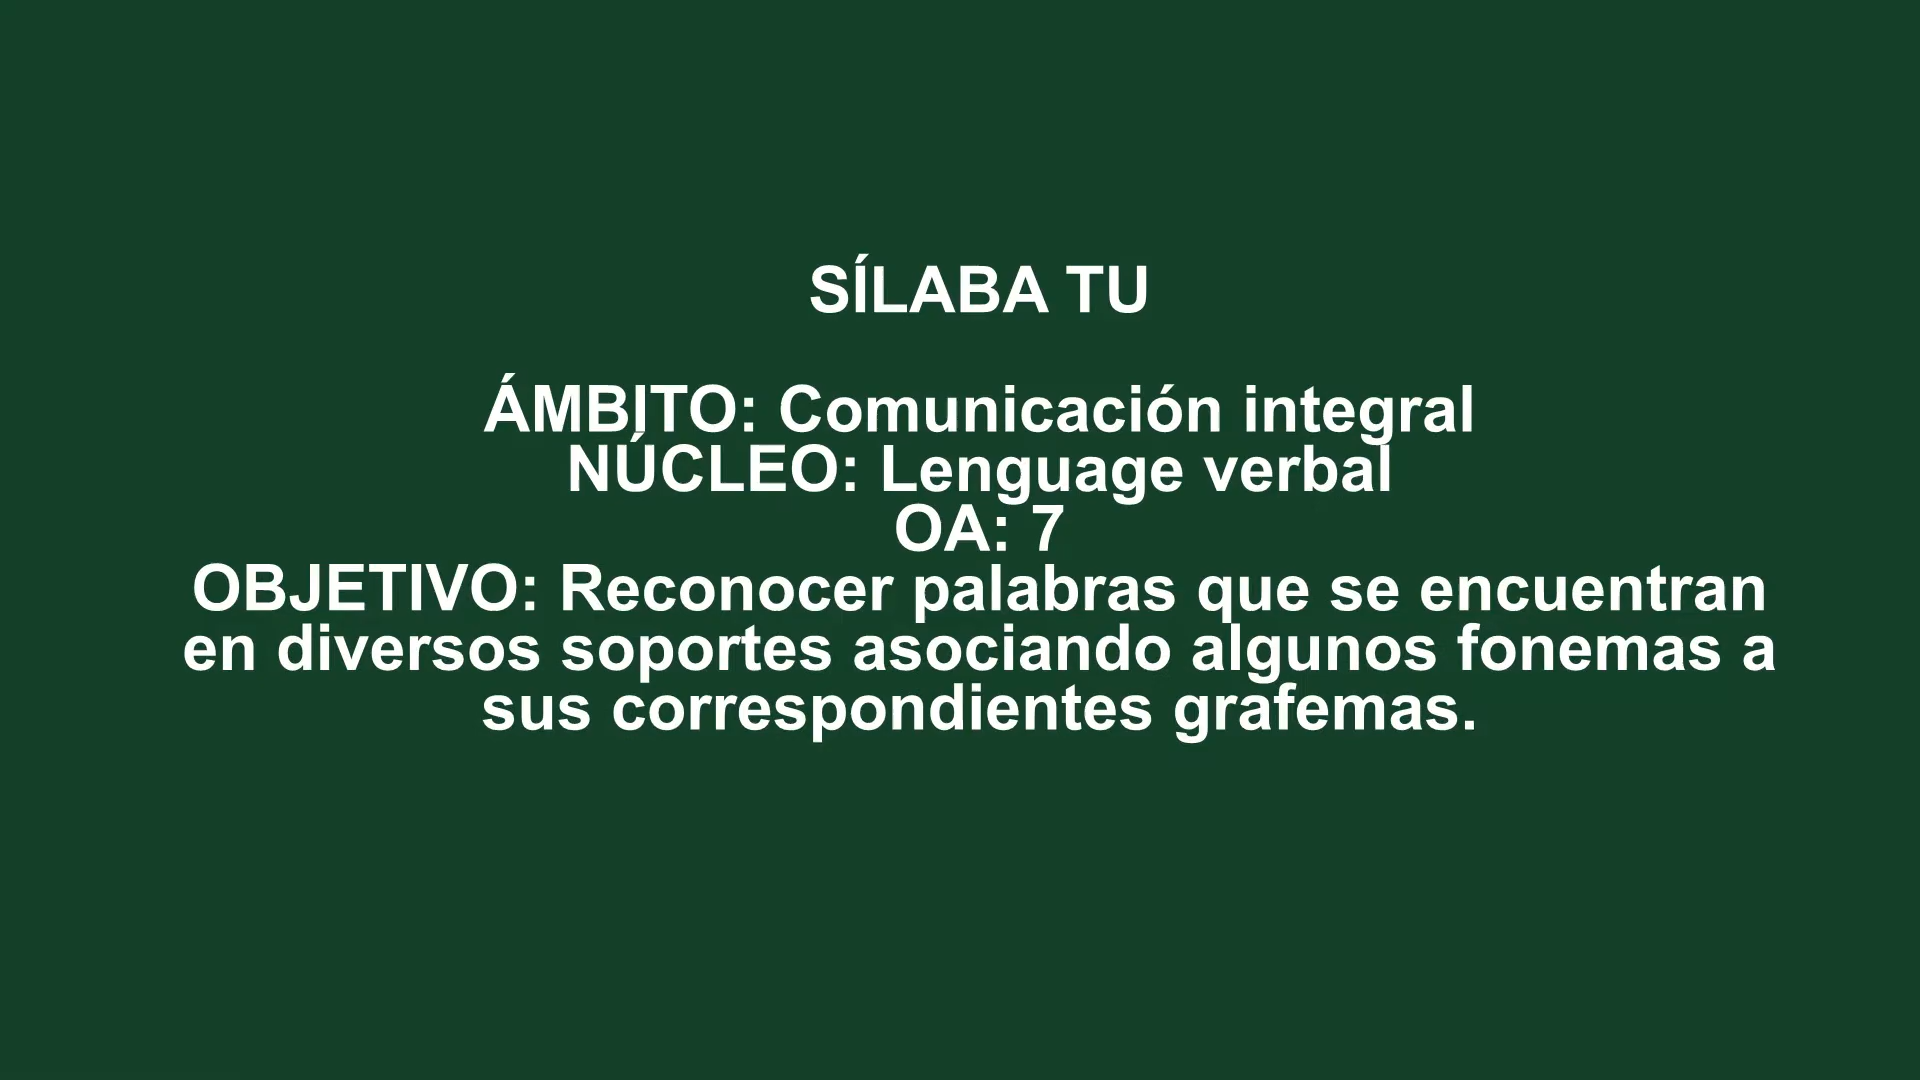 SÍLABA TU
ÁMBITO: Comunicación integral
NÚCLEO: Lenguage verbal
OA: 7
OBJETIVO: Reconocer palabras que se encuentran
en diversos soportes asociando algunos fonemas a
sus correspondientes grafemas.